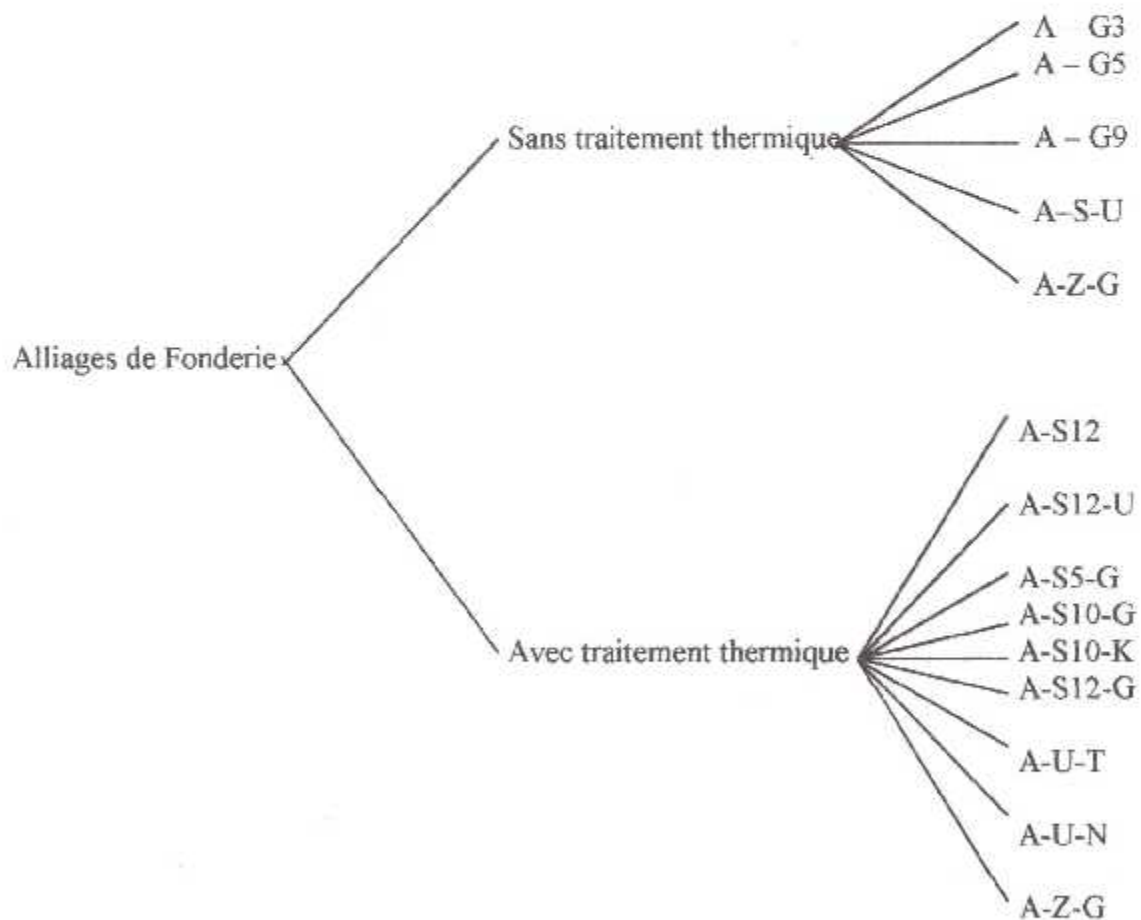 A – G3
A – G5
Sans traitement thermique
A – G9
A–S-U
A-Z-G
Alliages de Fonderie
A-S12
A-S12-U
A-S5-G
A-S10-G
Avec traitement thermique
A-S10-K
A-S12-G
A-U-T
A-U-N
A-Z-G